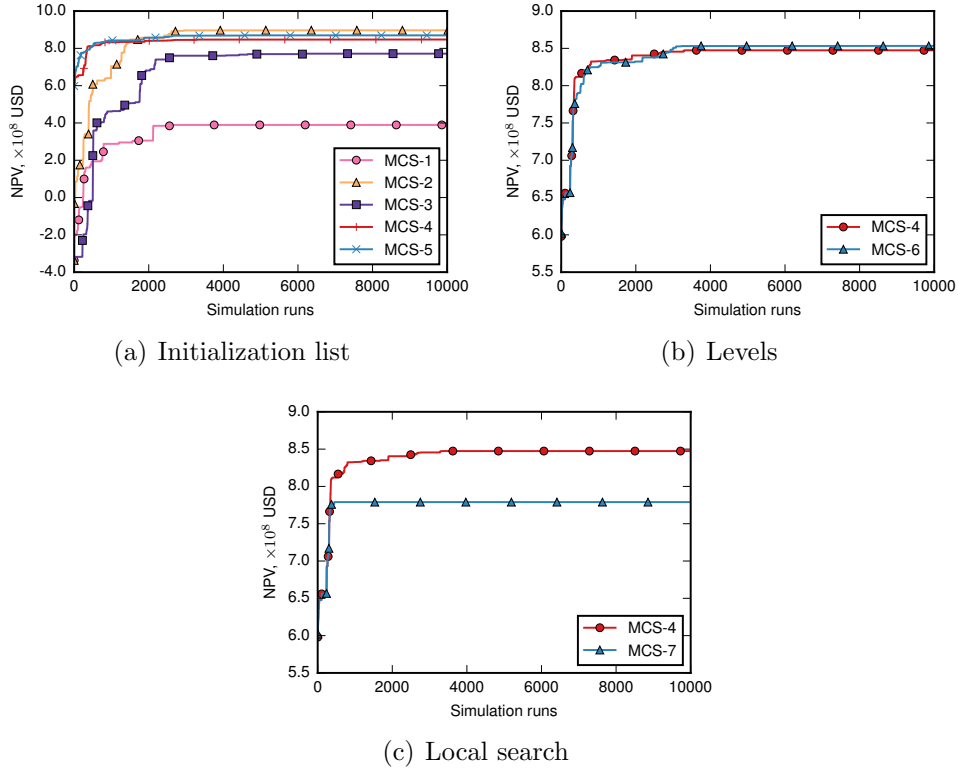 10.0
8.0
6.0
4.0
2.0
0.0
-2.0
-4.0
NPV, ×10⁸ USD
0 2000 4000 6000 8000 10000
Simulation runs
MCS-1
MCS-2
MCS-3
MCS-4
MCS-5
(a) Initialization list
9.0
8.5
8.0
7.5
7.0
6.5
6.0
5.5
NPV, ×10⁸ USD
0 2000 4000 6000 8000 10000
Simulation runs
MCS-4
MCS-6
(b) Levels
9.0
8.5
8.0
7.5
7.0
6.5
6.0
5.5
NPV, ×10⁸ USD
0 2000 4000 6000 8000 10000
Simulation runs
MCS-4
MCS-7
(c) Local search